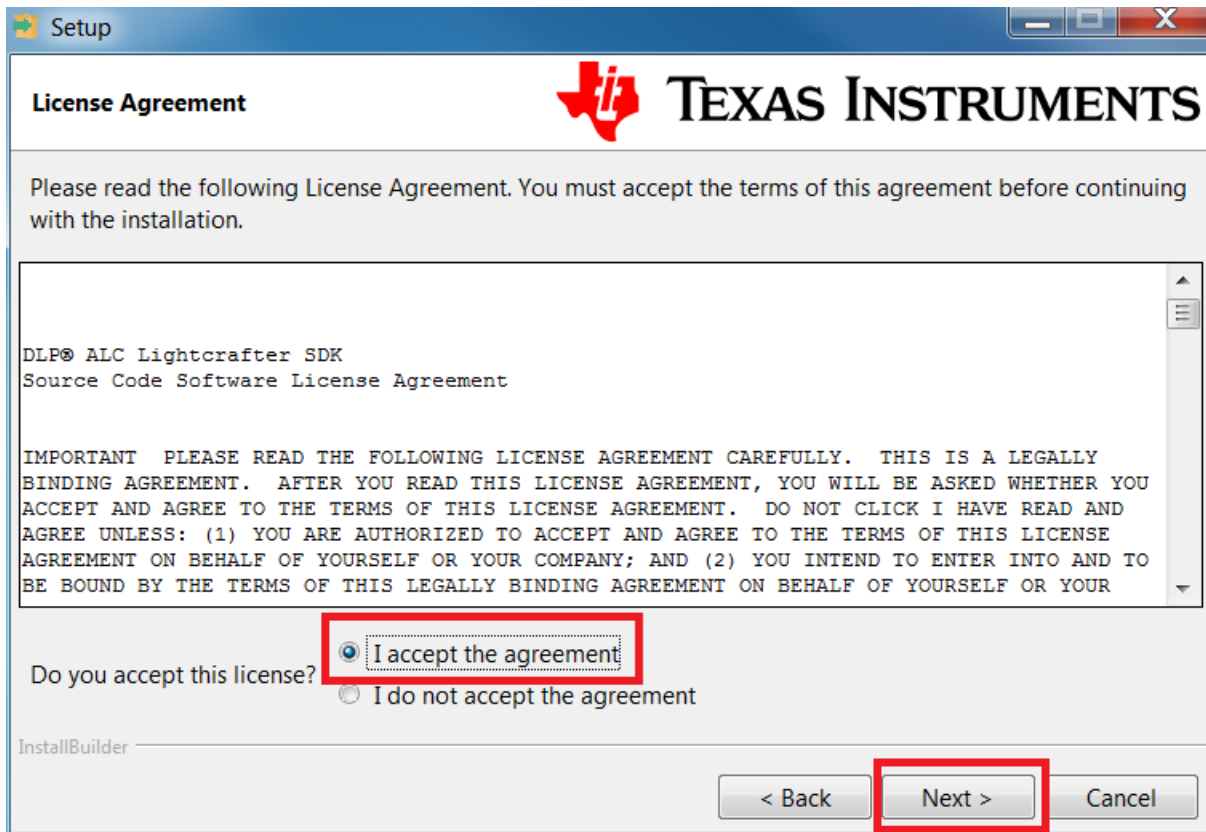 Setup
License Agreement
TEXAS INSTRUMENTS
Please read the following License Agreement. You must accept the terms of this agreement before continuing
with the installation.
DLP® ALC Lightcrafter SDK
Source Code Software License Agreement
IMPORTANT  PLEASE READ THE FOLLOWING LICENSE AGREEMENT CAREFULLY.  THIS IS A LEGALLY
BINDING AGREEMENT.  AFTER YOU READ THIS LICENSE AGREEMENT, YOU WILL BE ASKED WHETHER YOU
ACCEPT AND AGREE TO THE TERMS OF THIS LICENSE AGREEMENT.  DO NOT CLICK I HAVE READ AND
AGREE UNLESS: (1) YOU ARE AUTHORIZED TO ACCEPT AND AGREE TO THE TERMS OF THIS LICENSE
AGREEMENT ON BEHALF OF YOURSELF OR YOUR COMPANY; AND (2) YOU INTEND TO ENTER INTO AND TO
BE BOUND BY THE TERMS OF THIS LEGALLY BINDING AGREEMENT ON BEHALF OF YOURSELF OR YOUR
I accept the agreement
Do you accept this license?
I do not accept the agreement
InstallBuilder
< Back
Next >
Cancel